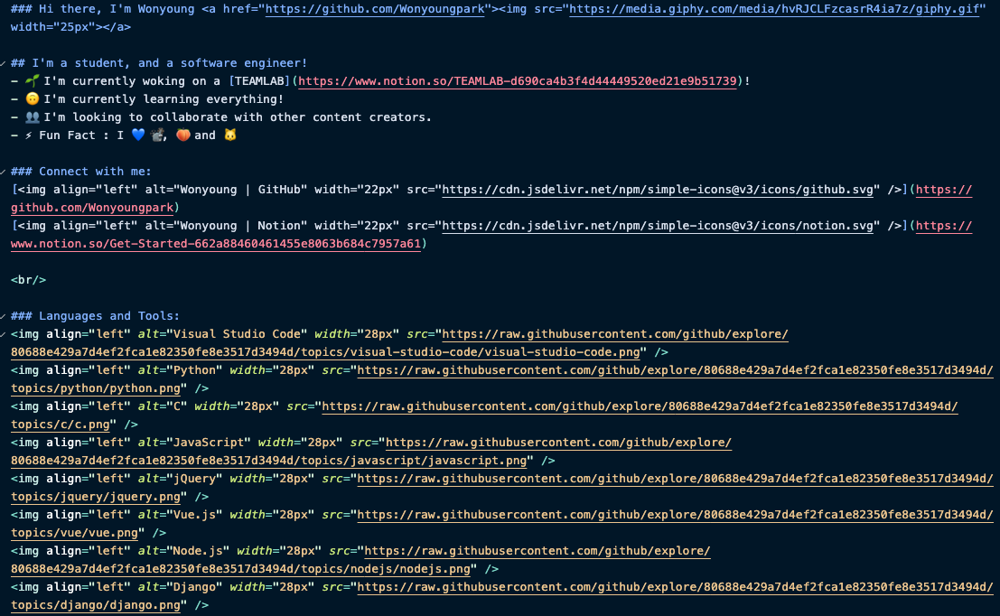 ### Hi there, I'm Wonyoung <a href="https://github.com/Wonyoungpark"><img src="https://media.giphy.com/media/hvRJCLFzcasrR4ia7z/giphy.gif"
width="25px"></a>
## I'm a student, and a software engineer!
- 🌱 I'm currently woking on a [TEAMLAB](https://www.notion.so/TEAMLAB-d690ca4b3f4d44449520ed21e9b51739)!
- 🙃 I'm currently learning everything!
- 👥 I'm looking to collaborate with other content creators.
- ⚡ Fun Fact : I 💙 🐿, 🍑 and 🐱
### Connect with me:
[<img align="left" alt="Wonyoung | GitHub" width="22px" src="https://cdn.jsdelivr.net/npm/simple-icons@v3/icons/github.svg" />](https://
github.com/Wonyoungpark)
[<img align="left" alt="Wonyoung | Notion" width="22px" src="https://cdn.jsdelivr.net/npm/simple-icons@v3/icons/notion.svg" />](https://
www.notion.so/Get-Started-662a88460461455e8063b684c7957a61)
<br/>
### Languages and Tools:
<img align="left" alt="Visual Studio Code" width="28px" src="https://raw.githubusercontent.com/github/explore/
80688e429a7d4ef2fca1e82350fe8e3517d3494d/topics/visual-studio-code/visual-studio-code.png" />
<img align="left" alt="Python" width="28px" src="https://raw.githubusercontent.com/github/explore/80688e429a7d4ef2fca1e82350fe8e3517d3494d/
topics/python/python.png" />
<img align="left" alt="C" width="28px" src="https://raw.githubusercontent.com/github/explore/80688e429a7d4ef2fca1e82350fe8e3517d3494d/
topics/c/c.png" />
<img align="left" alt="JavaScript" width="28px" src="https://raw.githubusercontent.com/github/explore/
80688e429a7d4ef2fca1e82350fe8e3517d3494d/topics/javascript/javascript.png" />
<img align="left" alt="jQuery" width="28px" src="https://raw.githubusercontent.com/github/explore/80688e429a7d4ef2fca1e82350fe8e3517d3494d/
topics/jquery/jquery.png" />
<img align="left" alt="Vue.js" width="28px" src="https://raw.githubusercontent.com/github/explore/80688e429a7d4ef2fca1e82350fe8e3517d3494d/
topics/vue/vue.png" />
<img align="left" alt="Node.js" width="28px" src="https://raw.githubusercontent.com/github/explore/
80688e429a7d4ef2fca1e82350fe8e3517d3494d/topics/nodejs/nodejs.png" />
<img align="left" alt="Django" width="28px" src="https://raw.githubusercontent.com/github/explore/80688e429a7d4ef2fca1e82350fe8e3517d3494d/
topics/django/django.png" />